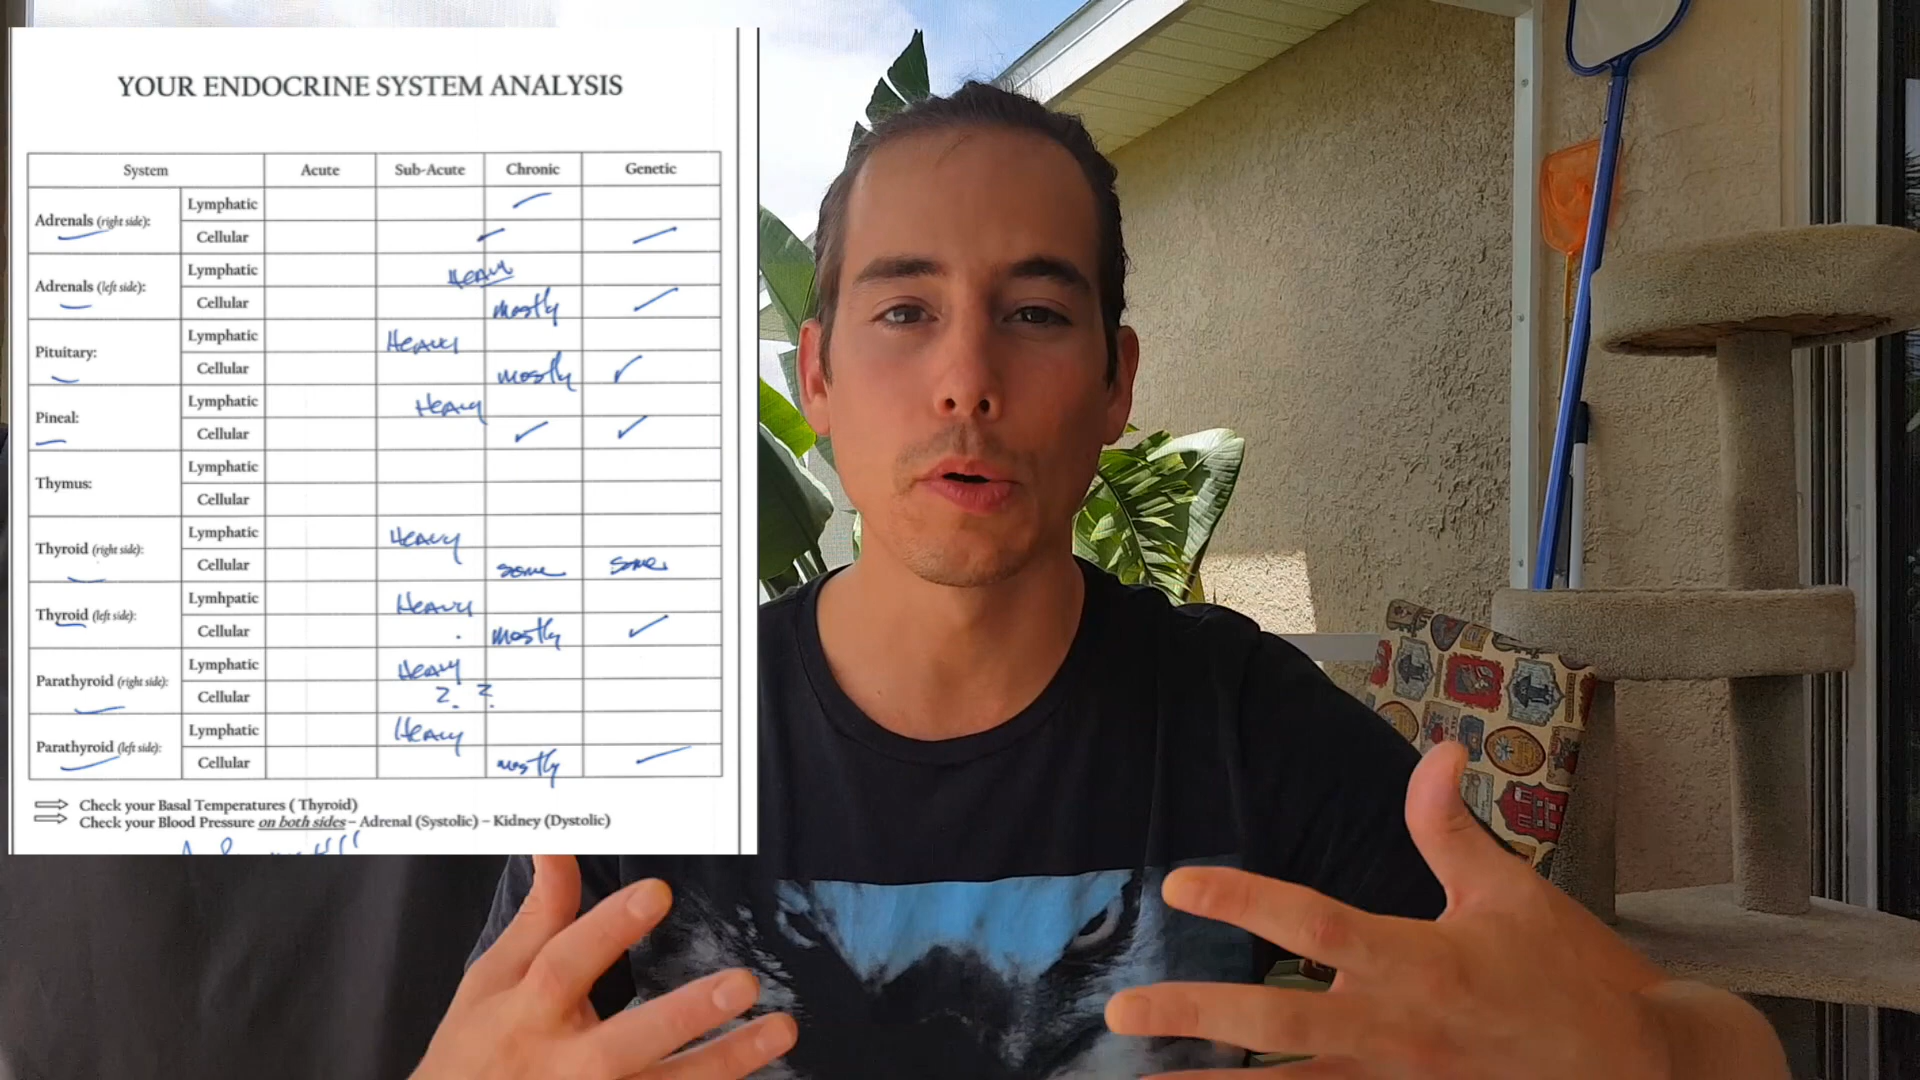 YOUR ENDOCRINE SYSTEM ANALYSIS
System Acute Sub-Acute Chronic Genetic
Adrenals (right side): Lymphatic ✓
Cellular ✓ ✓
Adrenals (left side): Lymphatic HEAVY
Cellular mostly ✓
Pituitary: Lymphatic HEAVY
Cellular mostly ✓
Pineal: Lymphatic HEAVY
Cellular ✓ ✓
Thymus: Lymphatic
Cellular
Thyroid (right side): Lymphatic HEAVY
Cellular some some
Thyroid (left side): Lymhpatic HEAVY
Cellular mostly ✓
Parathyroid (right side): Lymphatic HEAVY
Cellular ? ?
Parathyroid (left side): Lymphatic HEAVY
Cellular mostly ✓
⇒ Check your Basal Temperatures ( Thyroid)
⇒ Check your Blood Pressure on both sides – Adrenal (Systolic) – Kidney (Dystolic)